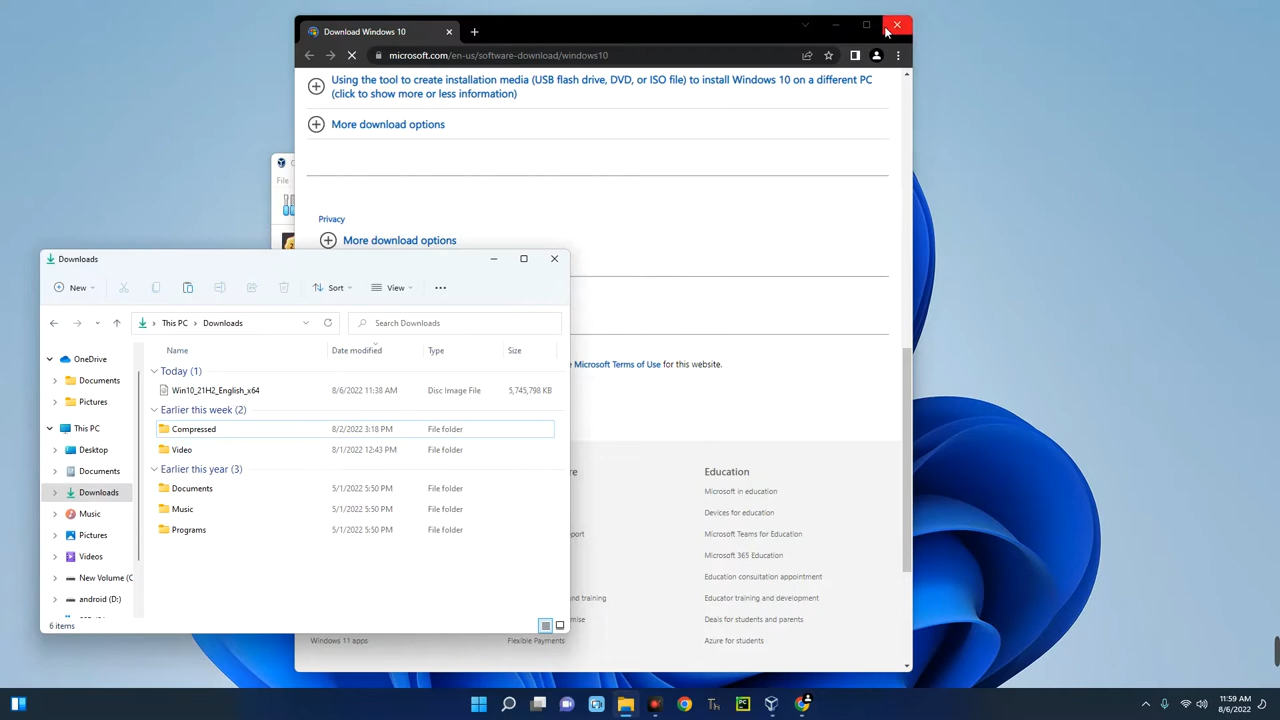 Download Windows 10
microsoft.com/en-us/software-download/windows10
Using the tool to create installation media (USB flash drive, DVD, or ISO file) to install Windows 10 on a different PC
(click to show more or less information)
More download options
File
Privacy
More download options
Downloads
New
Sort
View
This PC
Downloads
Search Downloads
Name
Date modified
Type
Size
OneDrive
Documents
Pictures
This PC
Desktop
Documents
Downloads
Music
Pictures
Videos
New Volume (C
android (D:)
Today (1)
Win10_21H2_English_x64 8/6/2022 11:38 AM Disc Image File 5,745,798 KB
Earlier this week (2)
Compressed 8/2/2022 3:18 PM File folder
Video 8/1/2022 12:43 PM File folder
Earlier this year (3)
Documents 5/1/2022 5:50 PM File folder
Music 5/1/2022 5:50 PM File folder
Programs 5/1/2022 5:50 PM File folder
6 items
Microsoft Terms of Use for this website.
Education
Microsoft in education
Devices for education
Microsoft Teams for Education
Microsoft 365 Education
Education consultation appointment
Educator training and development
Deals for students and parents
Azure for students
and training
Windows 11 apps
Flexible Payments
11:59 AM
8/6/2022